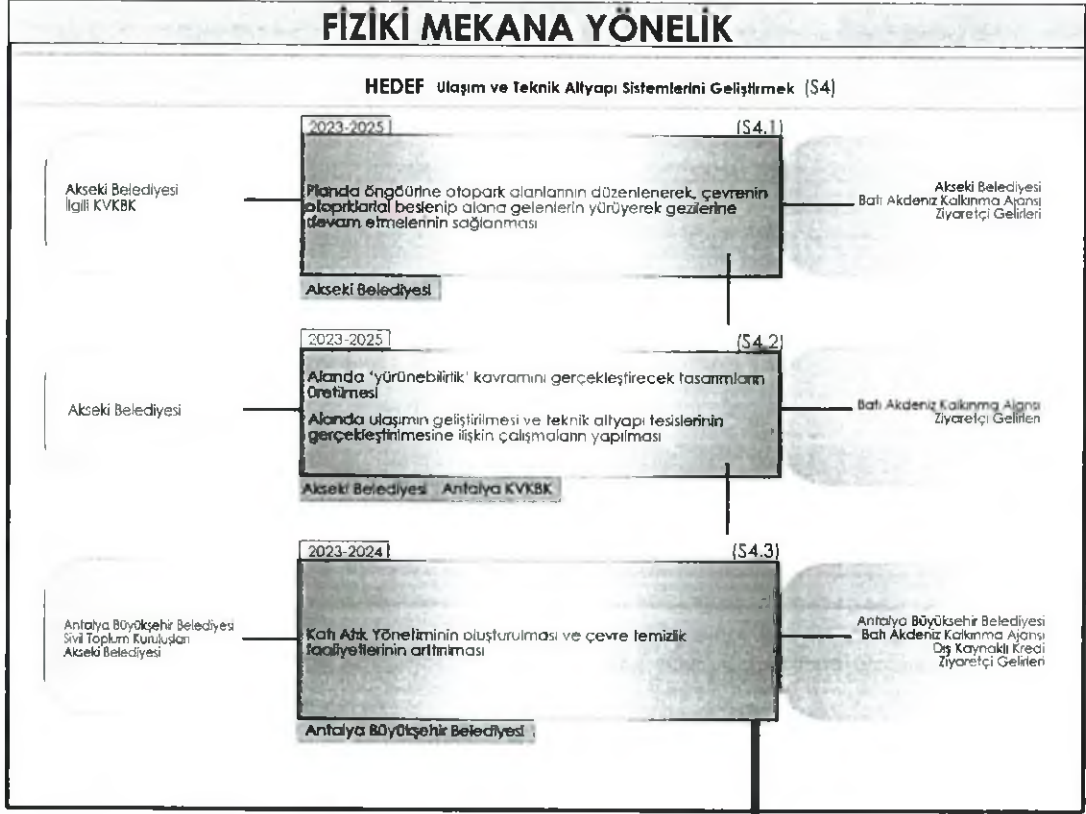 FİZİKİ MEKANA YÖNELİK
HEDEF Ulaşım ve Teknik Altyapı Sistemlerini Geliştirmek (S4)
2023-2025
(S4.1)
Akseki Belediyesi
İlgili KVKBK
Planda öngörüne otopark alanlarının düzenlenerek, çevrenin
otoprklarlal beslenip alana gelenlerin yürüyerek gezilerine
devam etmelerinin sağlanması
Akseki Belediyesi
Batı Akdeniz Kalkınma Ajansı
Ziyaretçi Gelirleri
Akseki Belediyesi
2023-2025
(S4.2)
Akseki Belediyesi
Alanda 'yürünebilirlik' kavramını gerçekleştirecek tasarımların
üretilmesi
Alanda ulaşımın geliştirilmesi ve teknik altyapı tesislerinin
gerçekleştirilmesine ilişkin çalışmaların yapılması
Batı Akdeniz Kalkınma Ajansı
Ziyaretçi Gelirleri
Akseki Belediyesi Antalya KVKBK
2023-2024
(S4.3)
Antalya Büyükşehir Belediyesi
Sivil Toplum Kuruluşları
Akseki Belediyesi
Katı Atık Yönetiminin oluşturulması ve çevre temizlik
faaliyetlerinin artırılması
Antalya Büyükşehir Belediyesi
Batı Akdeniz Kalkınma Ajansı
Dış Kaynaklı Kredi
Ziyaretçi Gelirleri
Antalya Büyükşehir Belediyesi